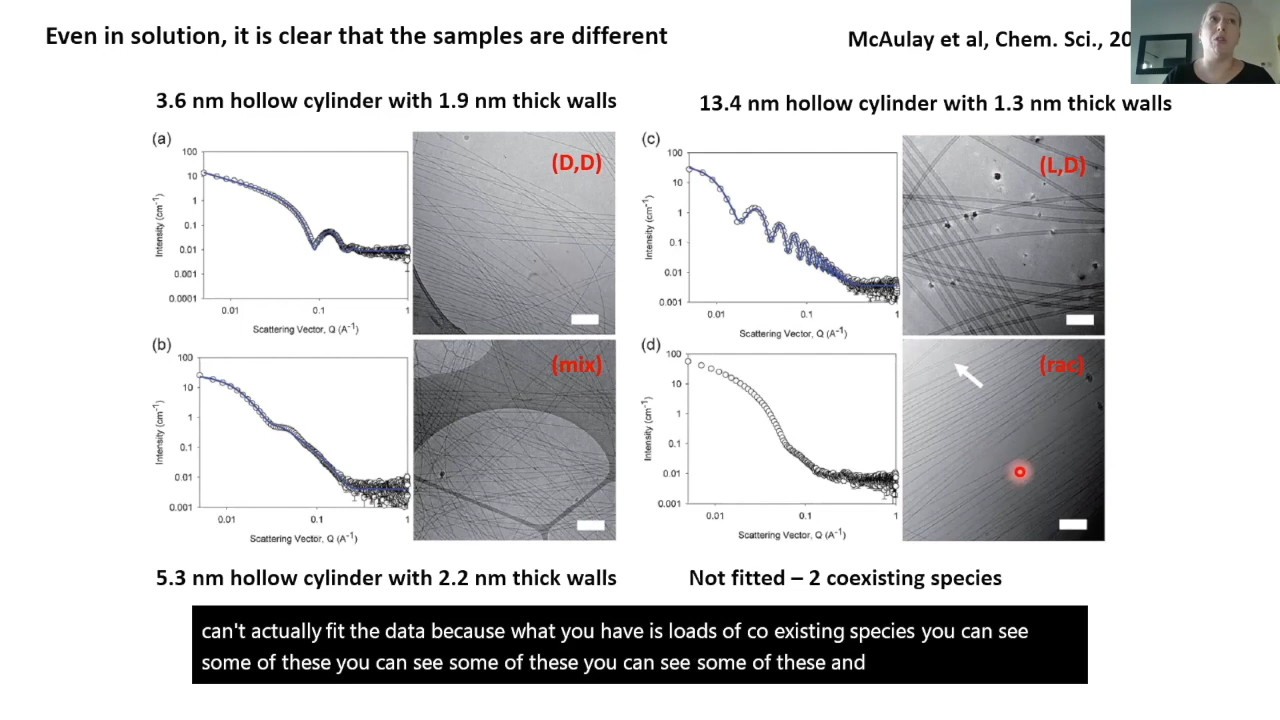 Even in solution, it is clear that the samples are different
McAulay et al, Chem. Sci., 20
3.6 nm hollow cylinder with 1.9 nm thick walls
13.4 nm hollow cylinder with 1.3 nm thick walls
(a)
100
10
1
0.1
0.01
0.001
0.0001
Intensity (cm⁻¹)
0.01 0.1 1
Scattering Vector, Q (A⁻¹)
(D,D)
(c)
100
10
1
0.1
0.01
0.001
Intensity (cm⁻¹)
0.01 0.1 1
Scattering Vector, Q (A⁻¹)
(L,D)
(b)
100
10
1
0.1
0.01
0.001
Intensity (cm⁻¹)
0.01 0.1 1
Scattering Vector, Q (A⁻¹)
(mix)
(d)
100
10
1
0.1
0.01
0.001
Intensity (cm⁻¹)
0.01 0.1 1
Scattering Vector, Q (A⁻¹)
(rac)
5.3 nm hollow cylinder with 2.2 nm thick walls
Not fitted – 2 coexisting species
can't actually fit the data because what you have is loads of co existing species you can see
some of these you can see some of these you can see some of these and